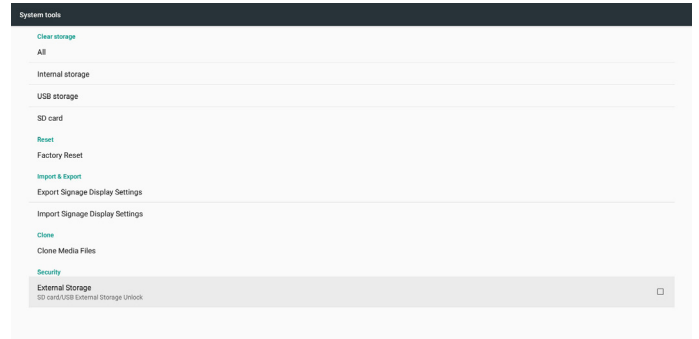 System tools
Clear storage
All
Internal storage
USB storage
SD card
Reset
Factory Reset
Import & Export
Export Signage Display Settings
Import Signage Display Settings
Clone
Clone Media Files
Security
External Storage
SD card/USB External Storage Unlock